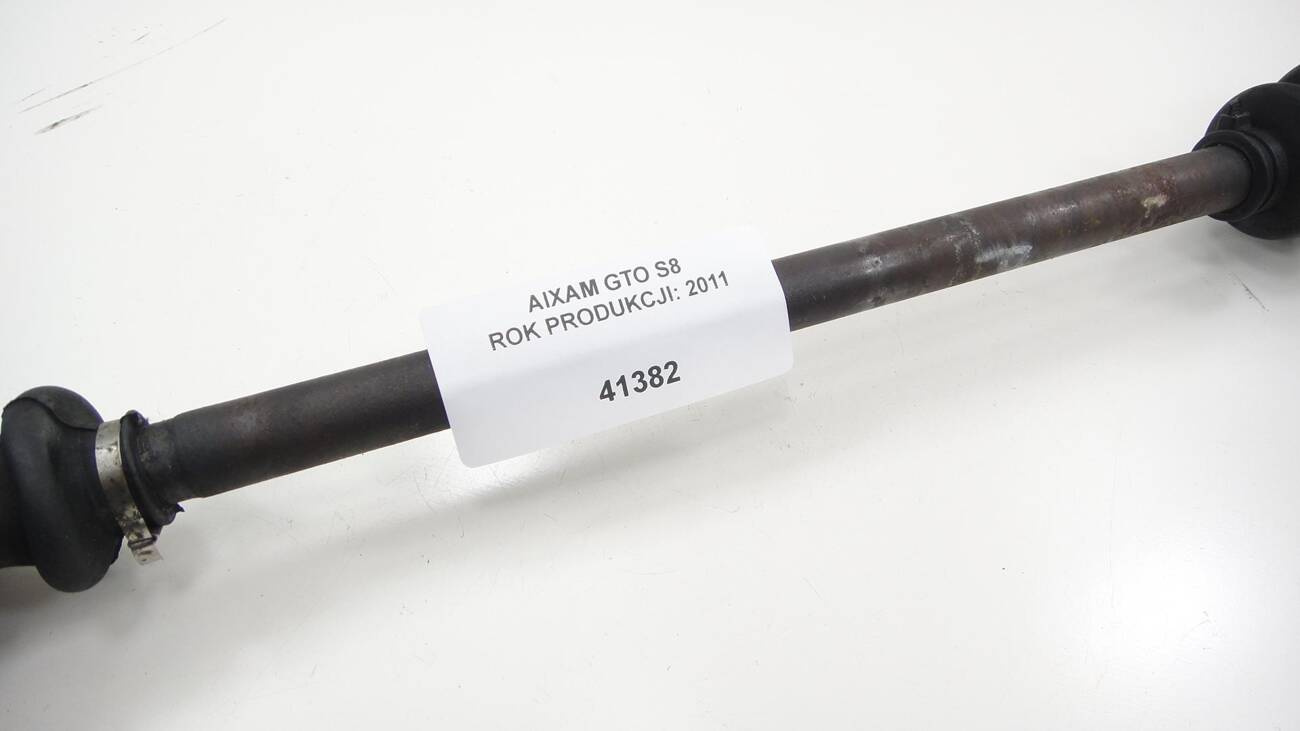 AIXAM GTO S8
ROK PRODUKCJI: 2011
41382